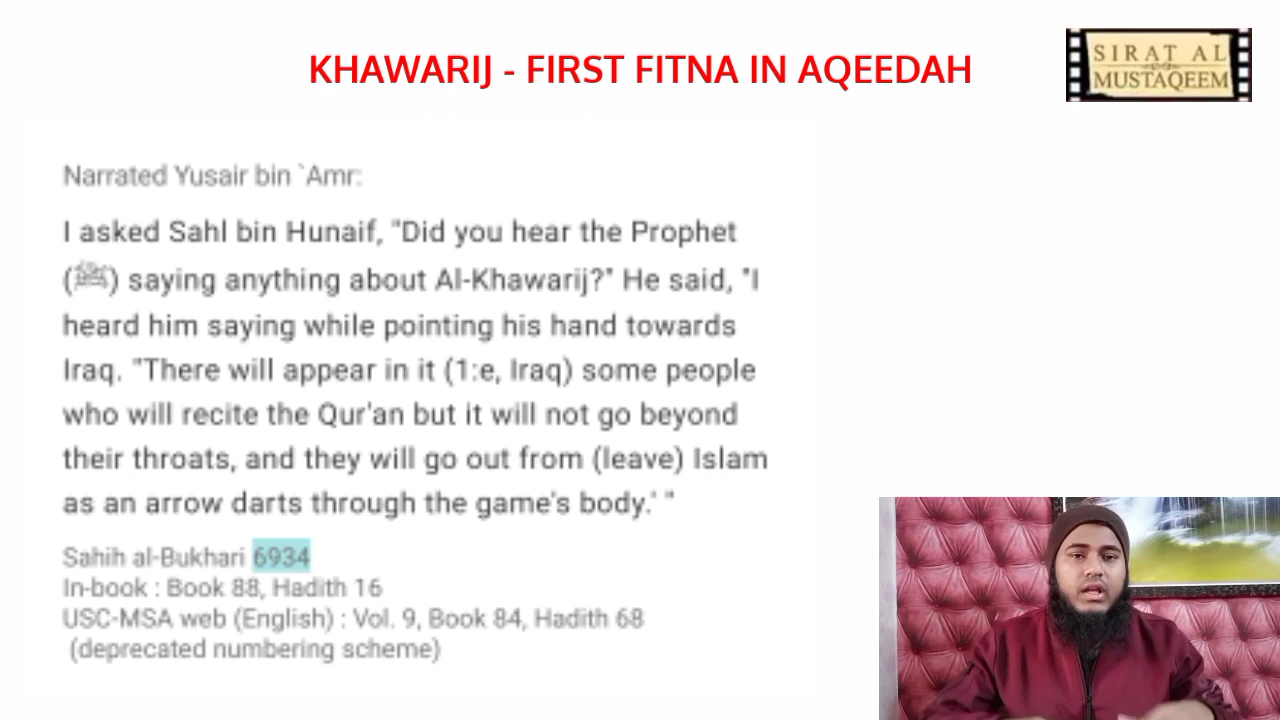 KHAWARIJ - FIRST FITNA IN AQEEDAH
SIRAT AL
MUSTAQEEM
Narrated Yusair bin `Amr:
I asked Sahl bin Hunaif, "Did you hear the Prophet
(ﷺ) saying anything about Al-Khawarij?" He said, "I
heard him saying while pointing his hand towards
Iraq. "There will appear in it (1:e, Iraq) some people
who will recite the Qur'an but it will not go beyond
their throats, and they will go out from (leave) Islam
as an arrow darts through the game's body.' "
Sahih al-Bukhari 6934
In-book : Book 88, Hadith 16
USC-MSA web (English) : Vol. 9, Book 84, Hadith 68
(deprecated numbering scheme)